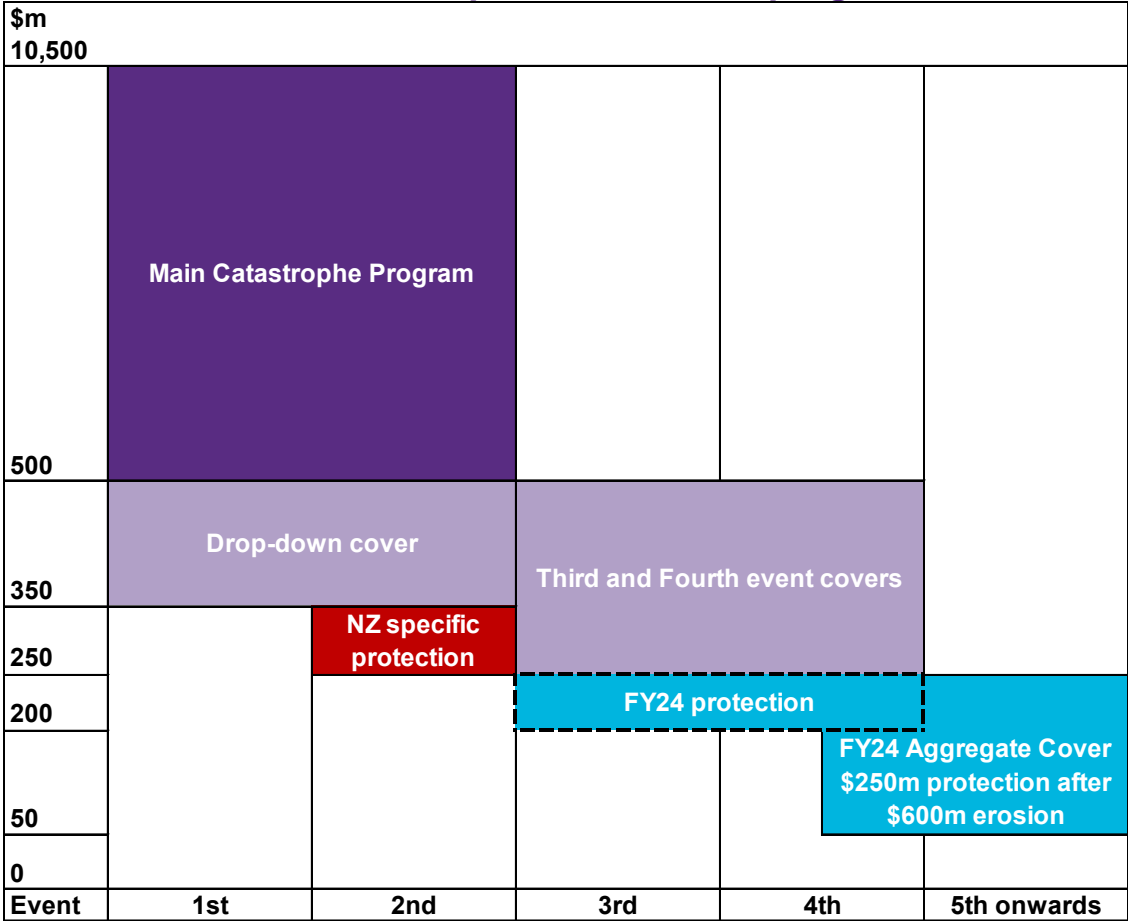 $m
10,500
Main Catastrophe Program
500
Drop-down cover
Third and Fourth event covers
350
NZ specific
protection
250
FY24 protection
200
FY24 Aggregate Cover
$250m protection after
$600m erosion
50
0
Event 1st 2nd 3rd 4th 5th onwards